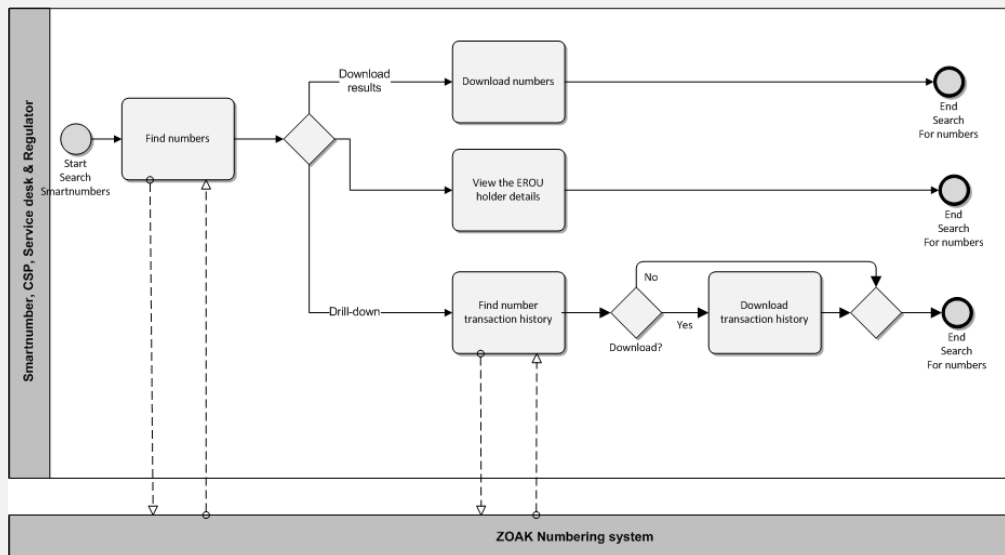 Smartnumber, CSP, Service desk & Regulator
Start
Search
Smartnumbers
Find numbers
Download
results
Download numbers
End
Search
For numbers
View the EROU
holder details
End
Search
For numbers
Drill-down
Find number
transaction history
Download?
No
Yes
Download
transaction history
End
Search
For numbers
ZOAK Numbering system